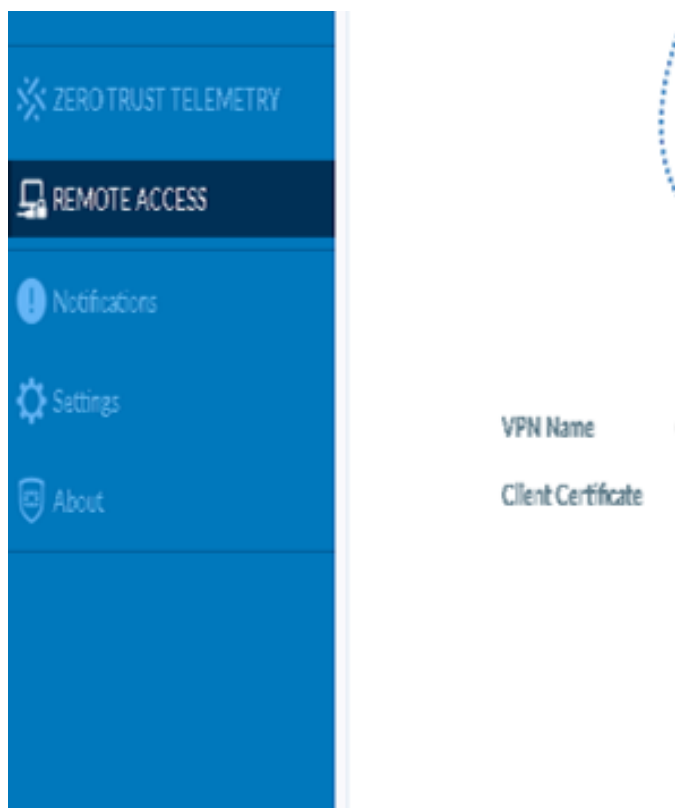 ZERO TRUST TELEMETRY
REMOTE ACCESS
Notifications
Settings
About
VPN Name
Client Certificate